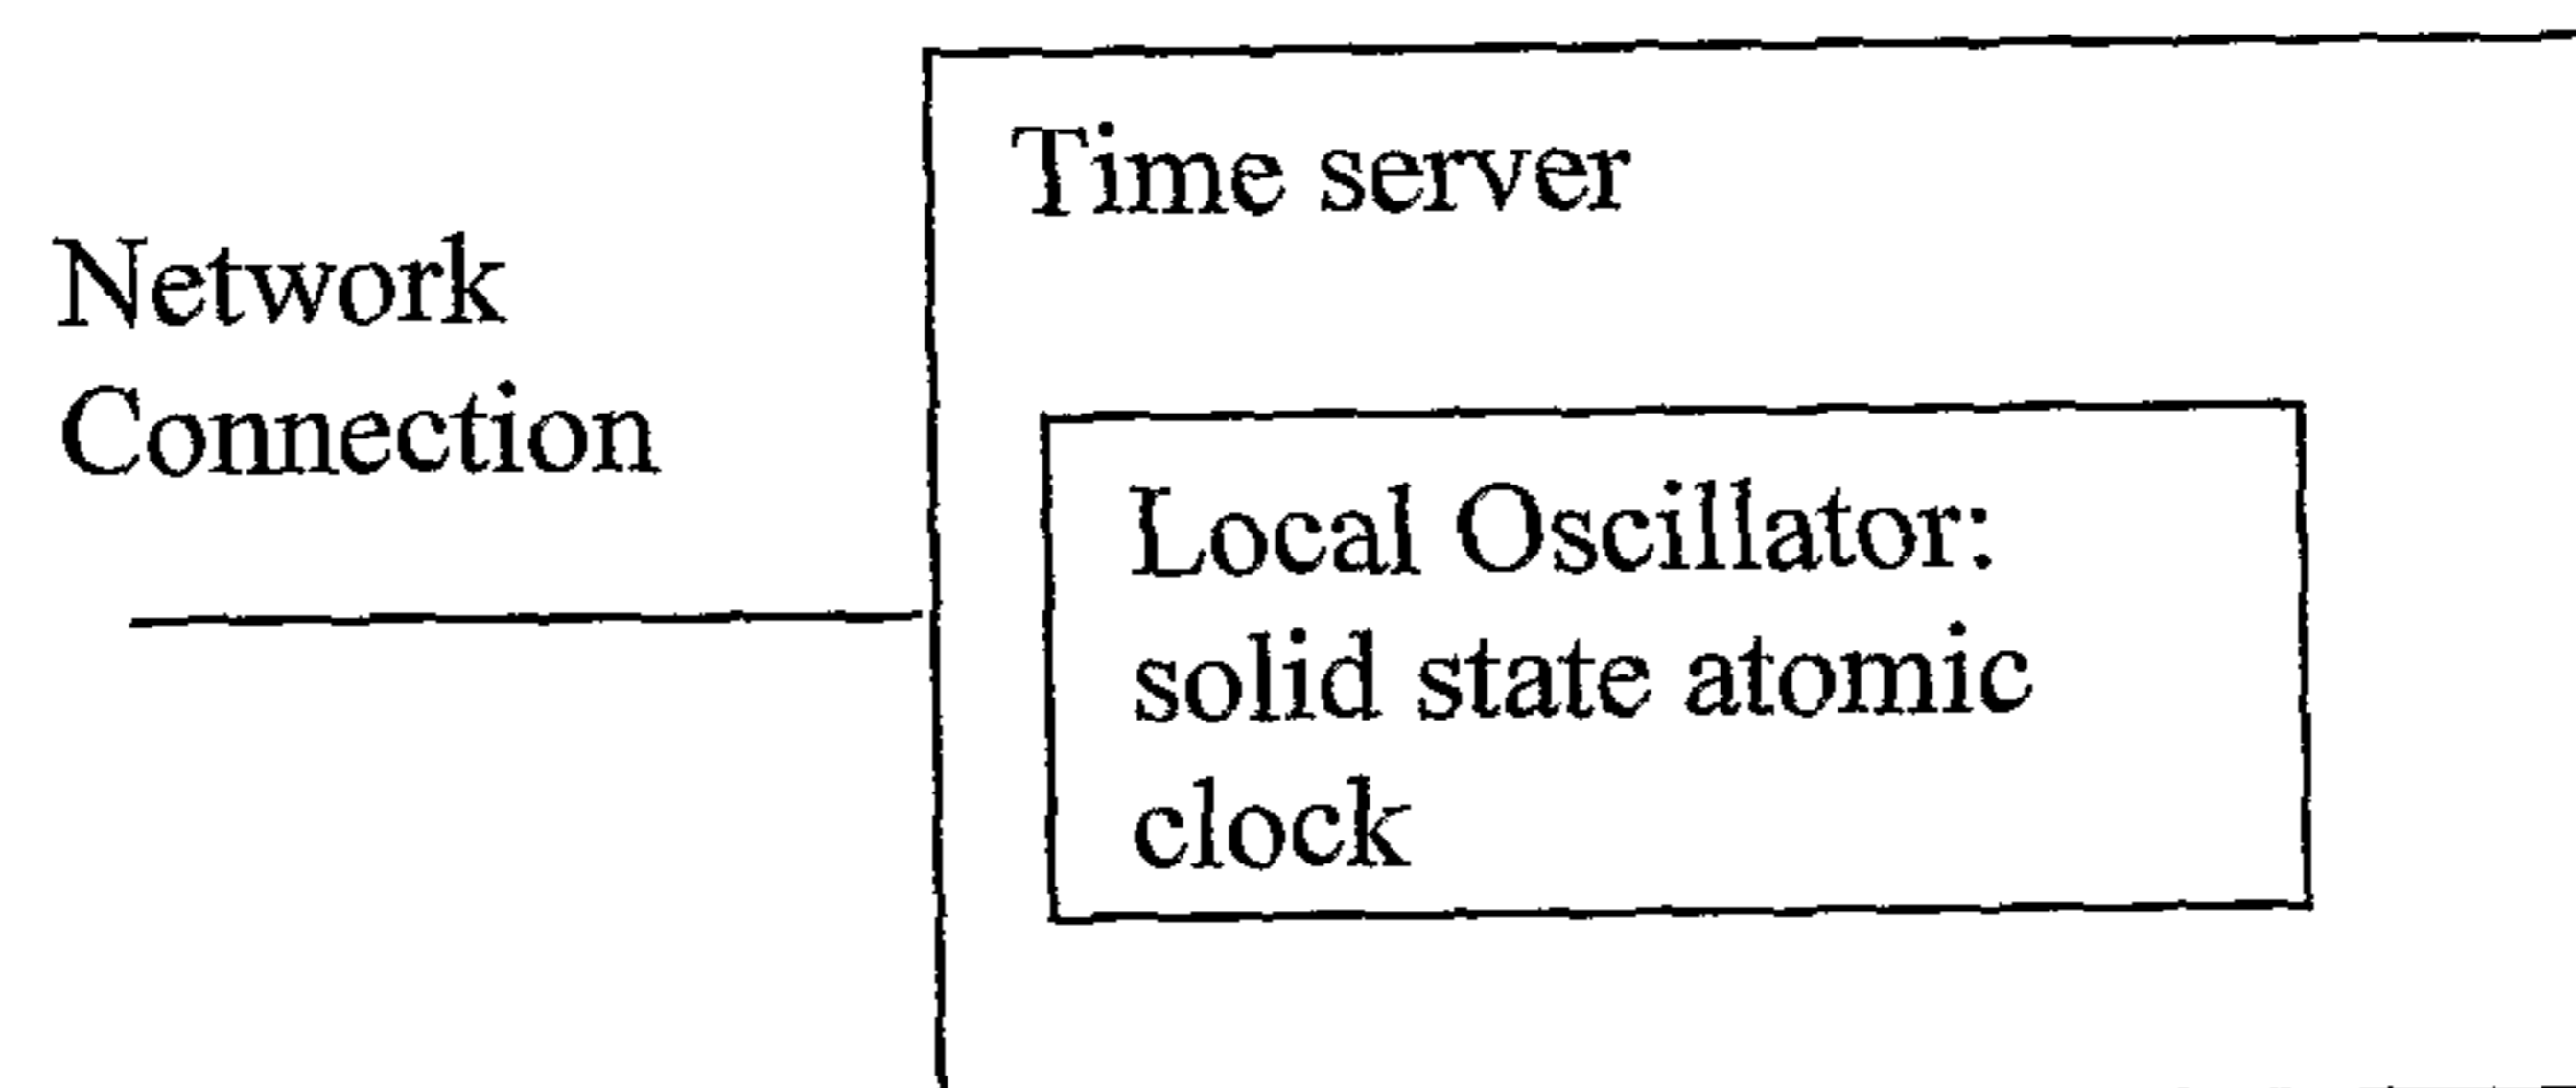 Time server
Network
Connection
Local Oscillator:
solid state atomic
clock